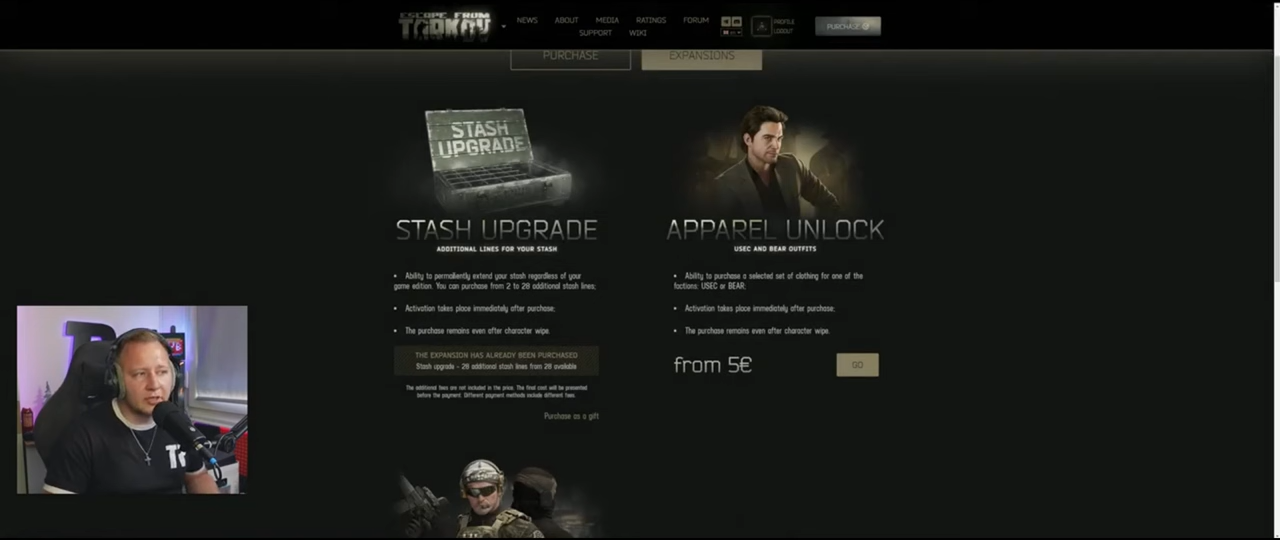 ESCAPE FROM
TARKOV
NEWS
ABOUT
MEDIA
RATINGS
FORUM
SUPPORT
WIKI
PROFILE
LOGOUT
PURCHASE
PURCHASE
EXPANSIONS
STASH
UPGRADE
STASH UPGRADE
ADDITIONAL LINES FOR YOUR STASH
• Ability to permanently extend your stash regardless of your
game edition. You can purchase from 2 to 28 additional stash lines;
• Activation takes place immediately after purchase;
• The purchase remains even after character wipe.
THE EXPANSION HAS ALREADY BEEN PURCHASED
Stash upgrade - 28 additional stash lines from 28 available
The additional fees are not included in the price. The final cost will be presented
before the payment. Different payment methods include different fees.
Purchase as a gift
APPAREL UNLOCK
USEC AND BEAR OUTFITS
• Ability to purchase a selected set of clothing for one of the
factions: USEC or BEAR;
• Activation takes place immediately after purchase;
• The purchase remains even after character wipe.
from 5€
GO